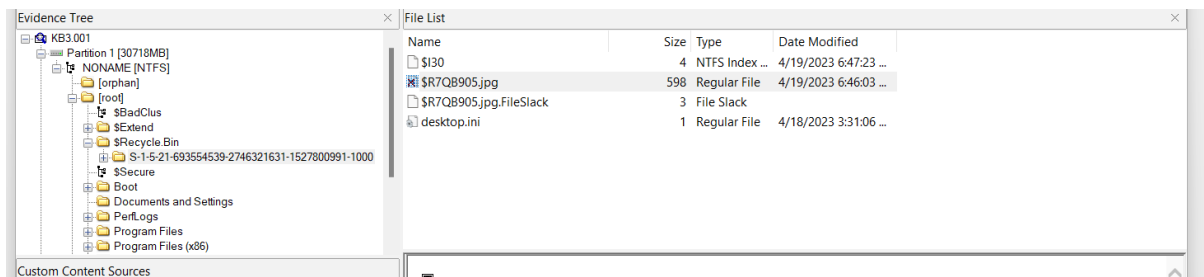 Evidence Tree
KB3.001
Partition 1 [30718MB]
NONAME [NTFS]
[orphan]
[root]
$BadClus
$Extend
$Recycle.Bin
S-1-5-21-693554539-2746321631-1527800991-1000
$Secure
Boot
Documents and Settings
PerfLogs
Program Files
Program Files (x86)
Custom Content Sources
File List
Name Size Type Date Modified
$I30 4 NTFS Index ... 4/19/2023 6:47:23 ...
$R7QB905.jpg 598 Regular File 4/19/2023 6:46:03 ...
$R7QB905.jpg.FileSlack 3 File Slack
desktop.ini 1 Regular File 4/18/2023 3:31:06 ...